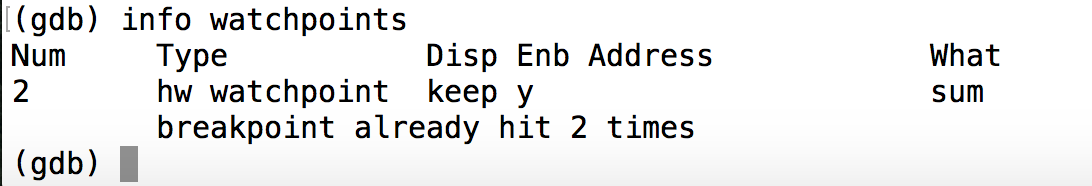 (gdb) info watchpoints
Num     Type           Disp Enb Address            What
2       hw watchpoint  keep y                      sum
        breakpoint already hit 2 times
(gdb)